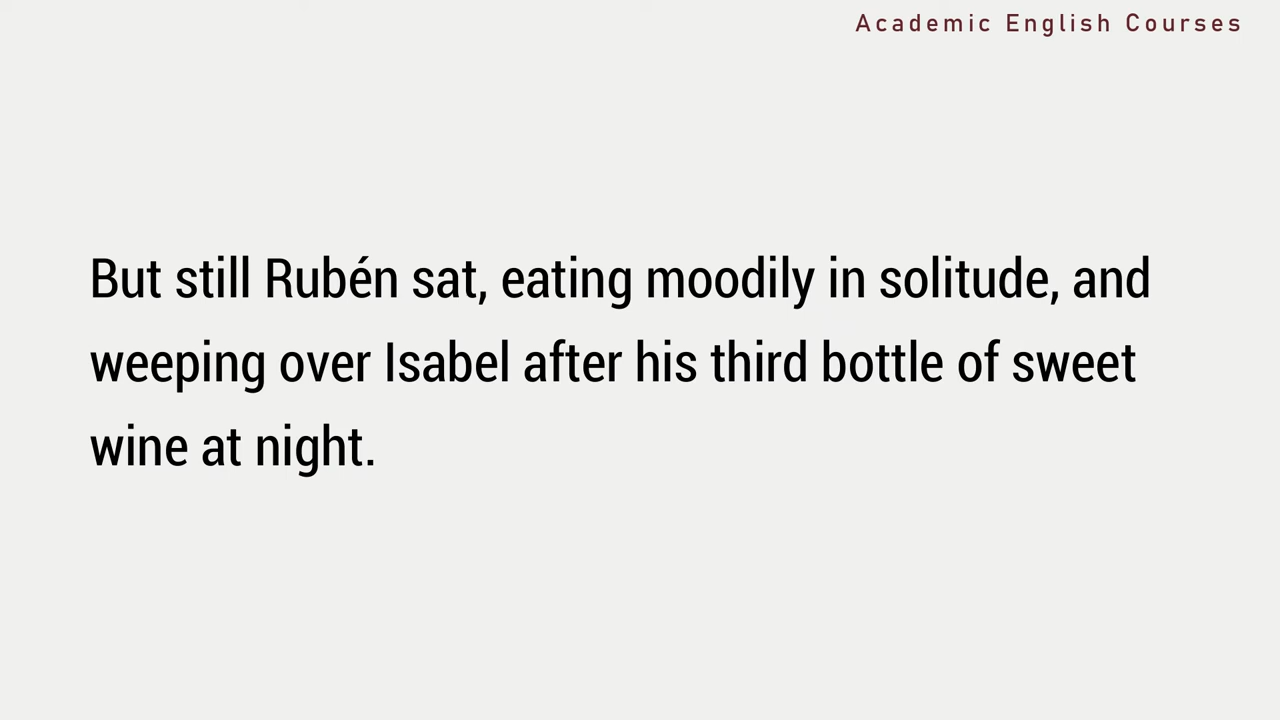 Academic English Courses
But still Rubén sat, eating moodily in solitude, and
weeping over Isabel after his third bottle of sweet
wine at night.